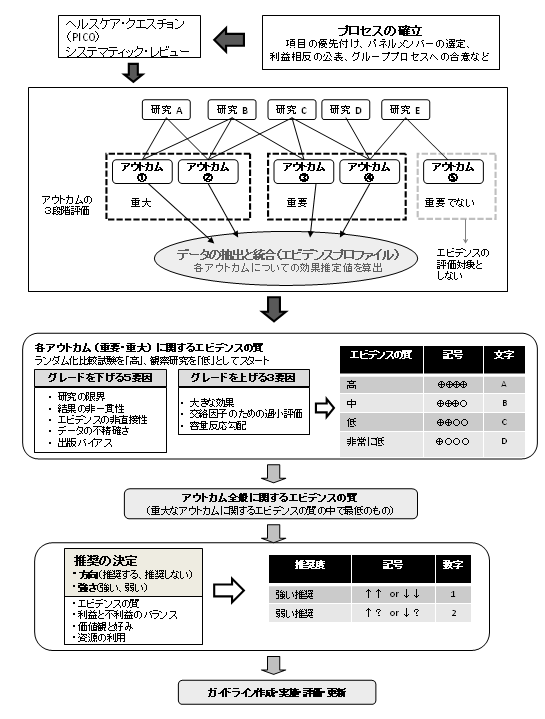 ヘルスケア・クエスチョン
(PICO)
システマティック・レビュー
プロセスの確立
項目の優先付け、パネルメンバーの選定、
利益相反の公表、グループプロセスへの合意など
研究 A
研究 B
研究 C
研究 D
研究 E
アウトカムの
3段階評価
アウトカム
①
アウトカム
②
アウトカム
③
アウトカム
④
アウトカム
⑤
重大
重要
重要でない
データの抽出と統合(エビデンスプロファイル)
各アウトカムについての効果推定値を算出
エビデンスの
評価対象と
しない
各アウトカム(重要・重大)に関するエビデンスの質
ランダム化比較試験を「高」、観察研究を「低」としてスタート
グレードを下げる5要因
・ 研究の限界
・ 結果の非一貫性
・ エビデンスの非直接性
・ データの不精確さ
・ 出版バイアス
グレードを上げる3要因
・ 大きな効果
・ 交絡因子のための過小評価
・ 容量反応勾配
エビデンスの質 記号 文字
高 ⊕⊕⊕⊕ A
中 ⊕⊕⊕○ B
低 ⊕⊕○○ C
非常に低 ⊕○○○ D
アウトカム全般に関するエビデンスの質
(重大なアウトカムに関するエビデンスの質の中で最低のもの)
推奨の決定
・方向(推奨する、推奨しない)
・強さ(強い、弱い)
・エビデンスの質
・利益と不利益のバランス
・価値観と好み
・資源の利用
推奨度 記号 数字
強い推奨 ↑↑ or ↓↓ 1
弱い推奨 ↑? or ↓? 2
ガイドライン作成・実施・評価・更新